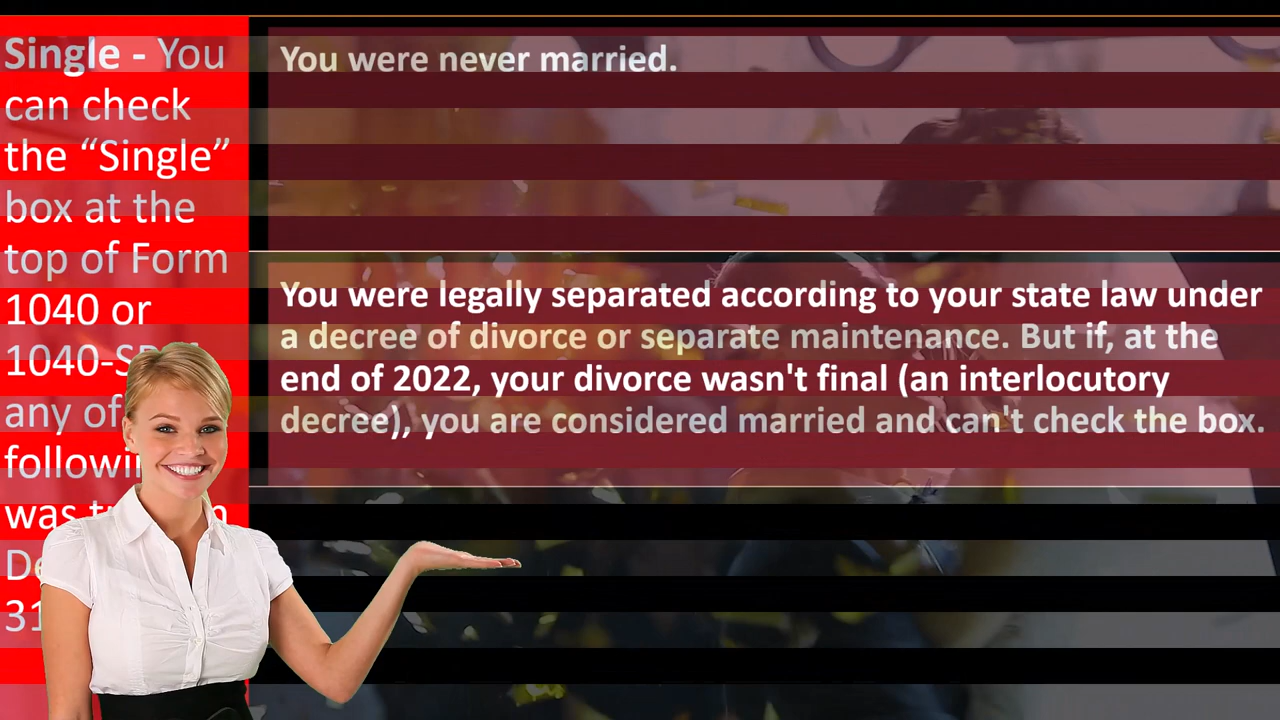 Single - You
can check
the “Single”
box at the
top of Form
1040 or
any of
was
You were never married.
You were legally separated according to your state law under
a decree of divorce or separate maintenance. But if, at the
end of 2022, your divorce wasn't final (an interlocutory
decree), you are considered married and can't check the box.